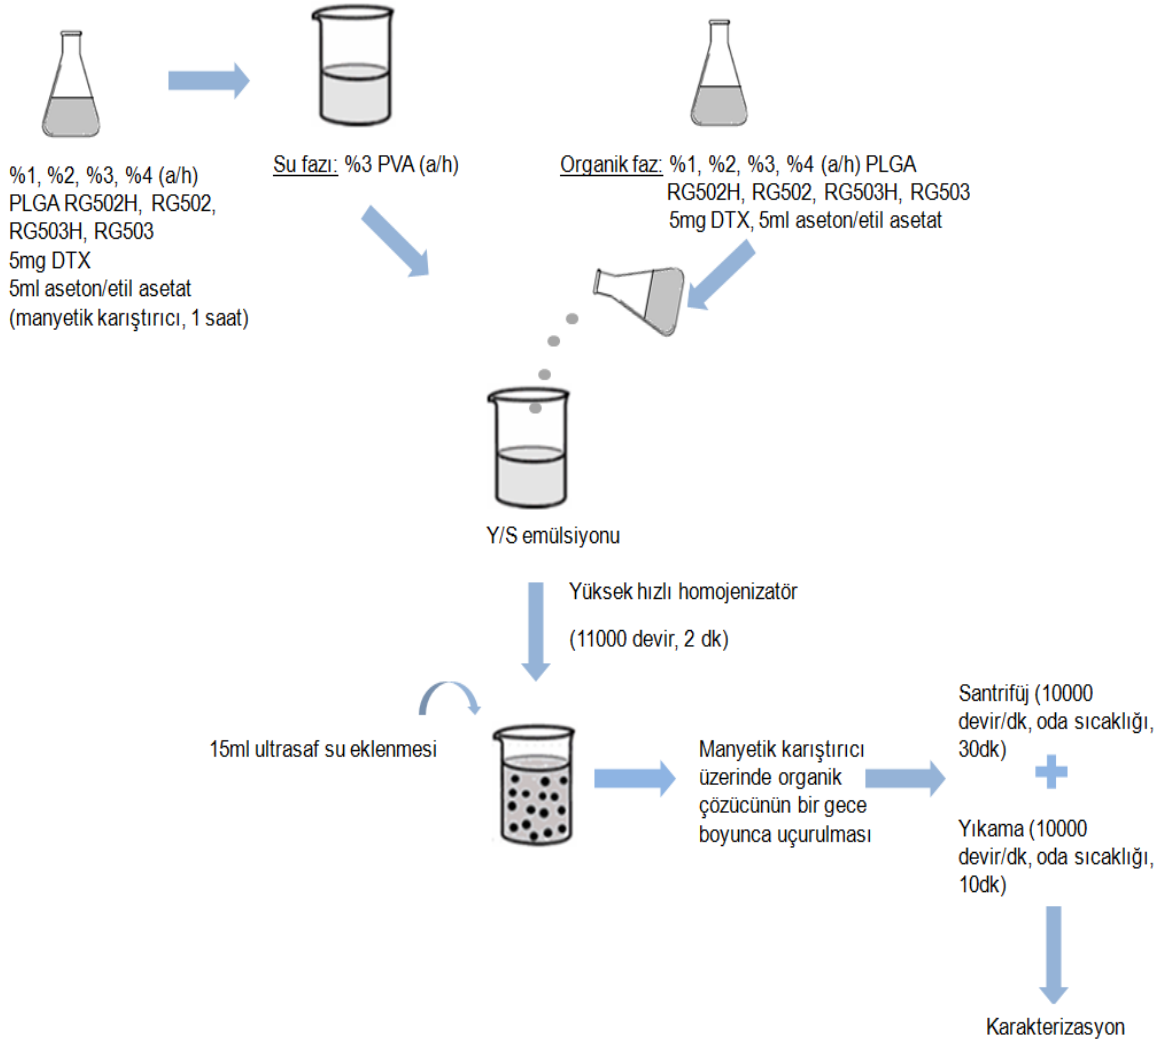 %1, %2, %3, %4 (a/h)
PLGA RG502H, RG502,
RG503H, RG503
5mg DTX
5ml aseton/etil asetat
(manyetik karıştırıcı, 1 saat)
Su fazı: %3 PVA (a/h)
Organik faz: %1, %2, %3, %4 (a/h) PLGA
RG502H, RG502, RG503H, RG503
5mg DTX, 5ml aseton/etil asetat
Y/S emülsiyonu
Yüksek hızlı homojenizatör
(11000 devir, 2 dk)
15ml ultrasaf su eklenmesi
Manyetik karıştırıcı
üzerinde organik
çözücünün bir gece
boyunca uçurulması
Santrifüj (10000
devir/dk, oda sıcaklığı,
30dk)
Yıkama (10000
devir/dk, oda sıcaklığı,
10dk)
Karakterizasyon